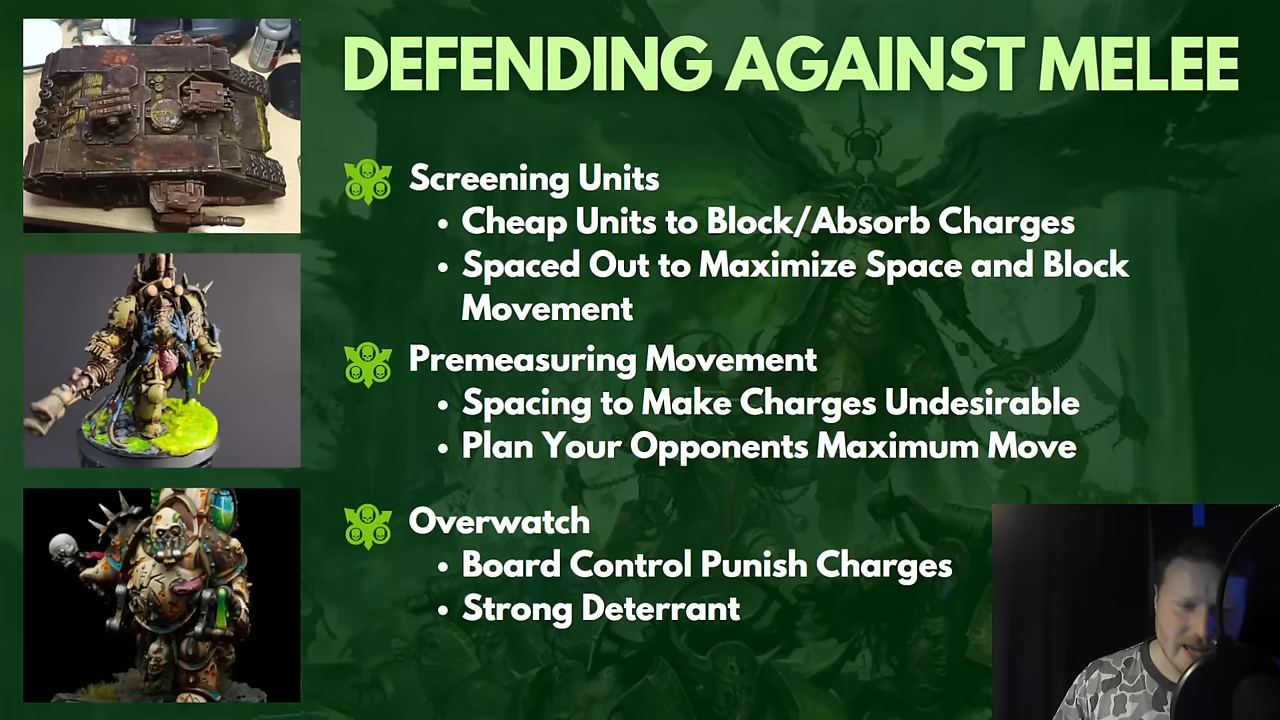 DEFENDING AGAINST MELEE
Screening Units
• Cheap Units to Block/Absorb Charges
• Spaced Out to Maximize Space and Block
Movement
Premeasuring Movement
• Spacing to Make Charges Undesirable
• Plan Your Opponents Maximum Move
Overwatch
• Board Control Punish Charges
• Strong Deterrant